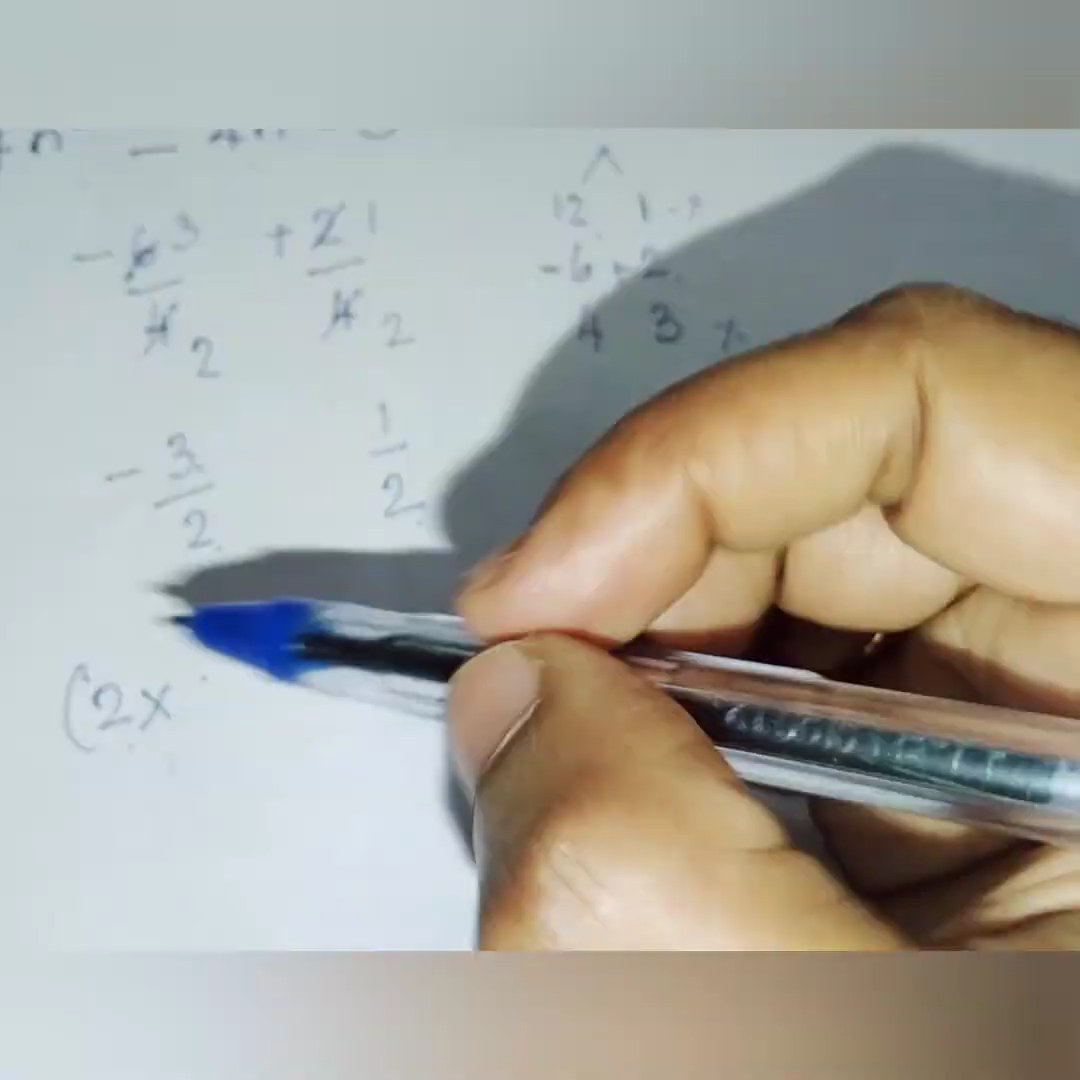 12 1
- 6 3 + 2 1 - 6 + 2
4 2 4 2 4 3 x
- 3 1
2 2
(2x